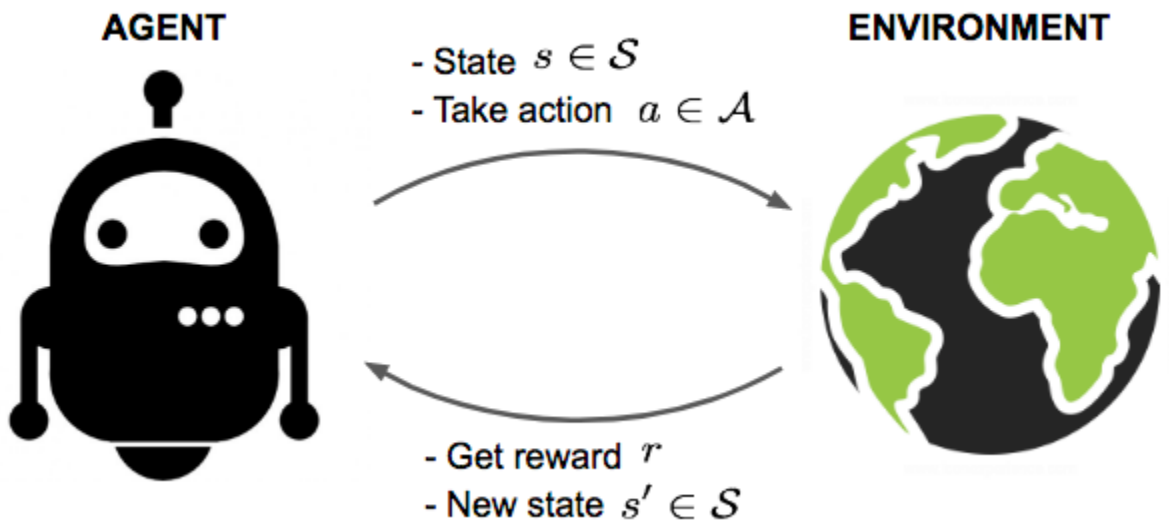 AGENT
ENVIRONMENT
- State s ∈ 𝒮
- Take action a ∈ 𝒜
- Get reward r
- New state s′ ∈ 𝒮